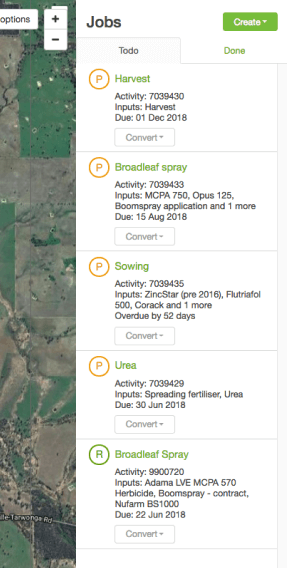 options
+
−
Jobs
Create
Todo
Done
P
Harvest
Activity: 7039430
Inputs: Harvest
Due: 01 Dec 2018
Convert
P
Broadleaf spray
Activity: 7039433
Inputs: MCPA 750, Opus 125,
Boomspray application and 1 more
Due: 15 Aug 2018
Convert
P
Sowing
Activity: 7039435
Inputs: ZincStar (pre 2016), Flutriafol
500, Corack and 1 more
Overdue by 52 days
Convert
P
Urea
Activity: 7039429
Inputs: Spreading fertiliser, Urea
Due: 30 Jun 2018
Convert
R
Broadleaf Spray
Activity: 9900720
Inputs: Adama LVE MCPA 570
Herbicide, Boomspray - contract,
Nufarm BS1000
Due: 22 Jun 2018
Convert
lle-Tarwonga-Rd